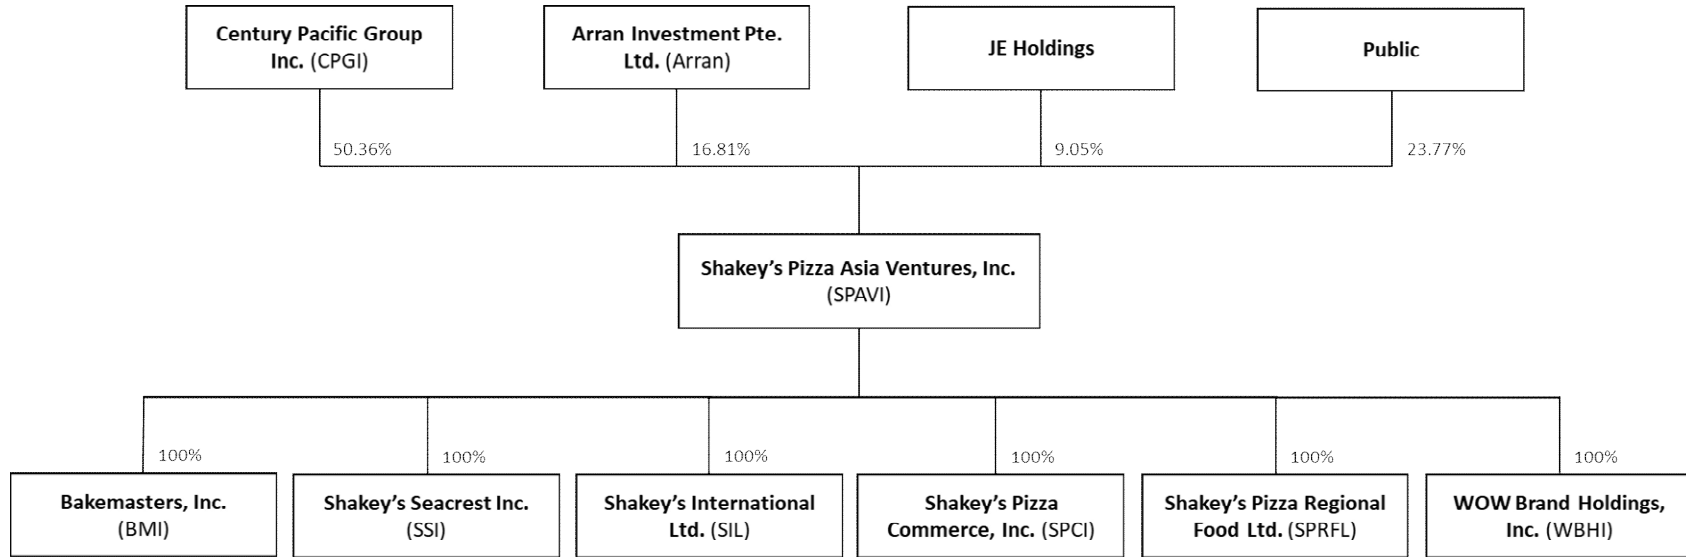 Century Pacific Group
Inc. (CPGI)
Arran Investment Pte.
Ltd. (Arran)
JE Holdings
Public
50.36%
16.81%
9.05%
23.77%
Shakey’s Pizza Asia Ventures, Inc.
(SPAVI)
100%
100%
100%
100%
100%
100%
Bakemasters, Inc.
(BMI)
Shakey’s Seacrest Inc.
(SSI)
Shakey’s International
Ltd. (SIL)
Shakey’s Pizza
Commerce, Inc. (SPCI)
Shakey’s Pizza Regional
Food Ltd. (SPRFL)
WOW Brand Holdings,
Inc. (WBHI)